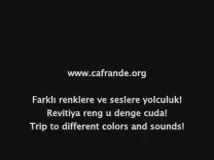 www.cafrande.org
Farklı renklere ve seslere yolculuk!
Revitiya reng u denge cuda!
Trip to different colors and sounds!